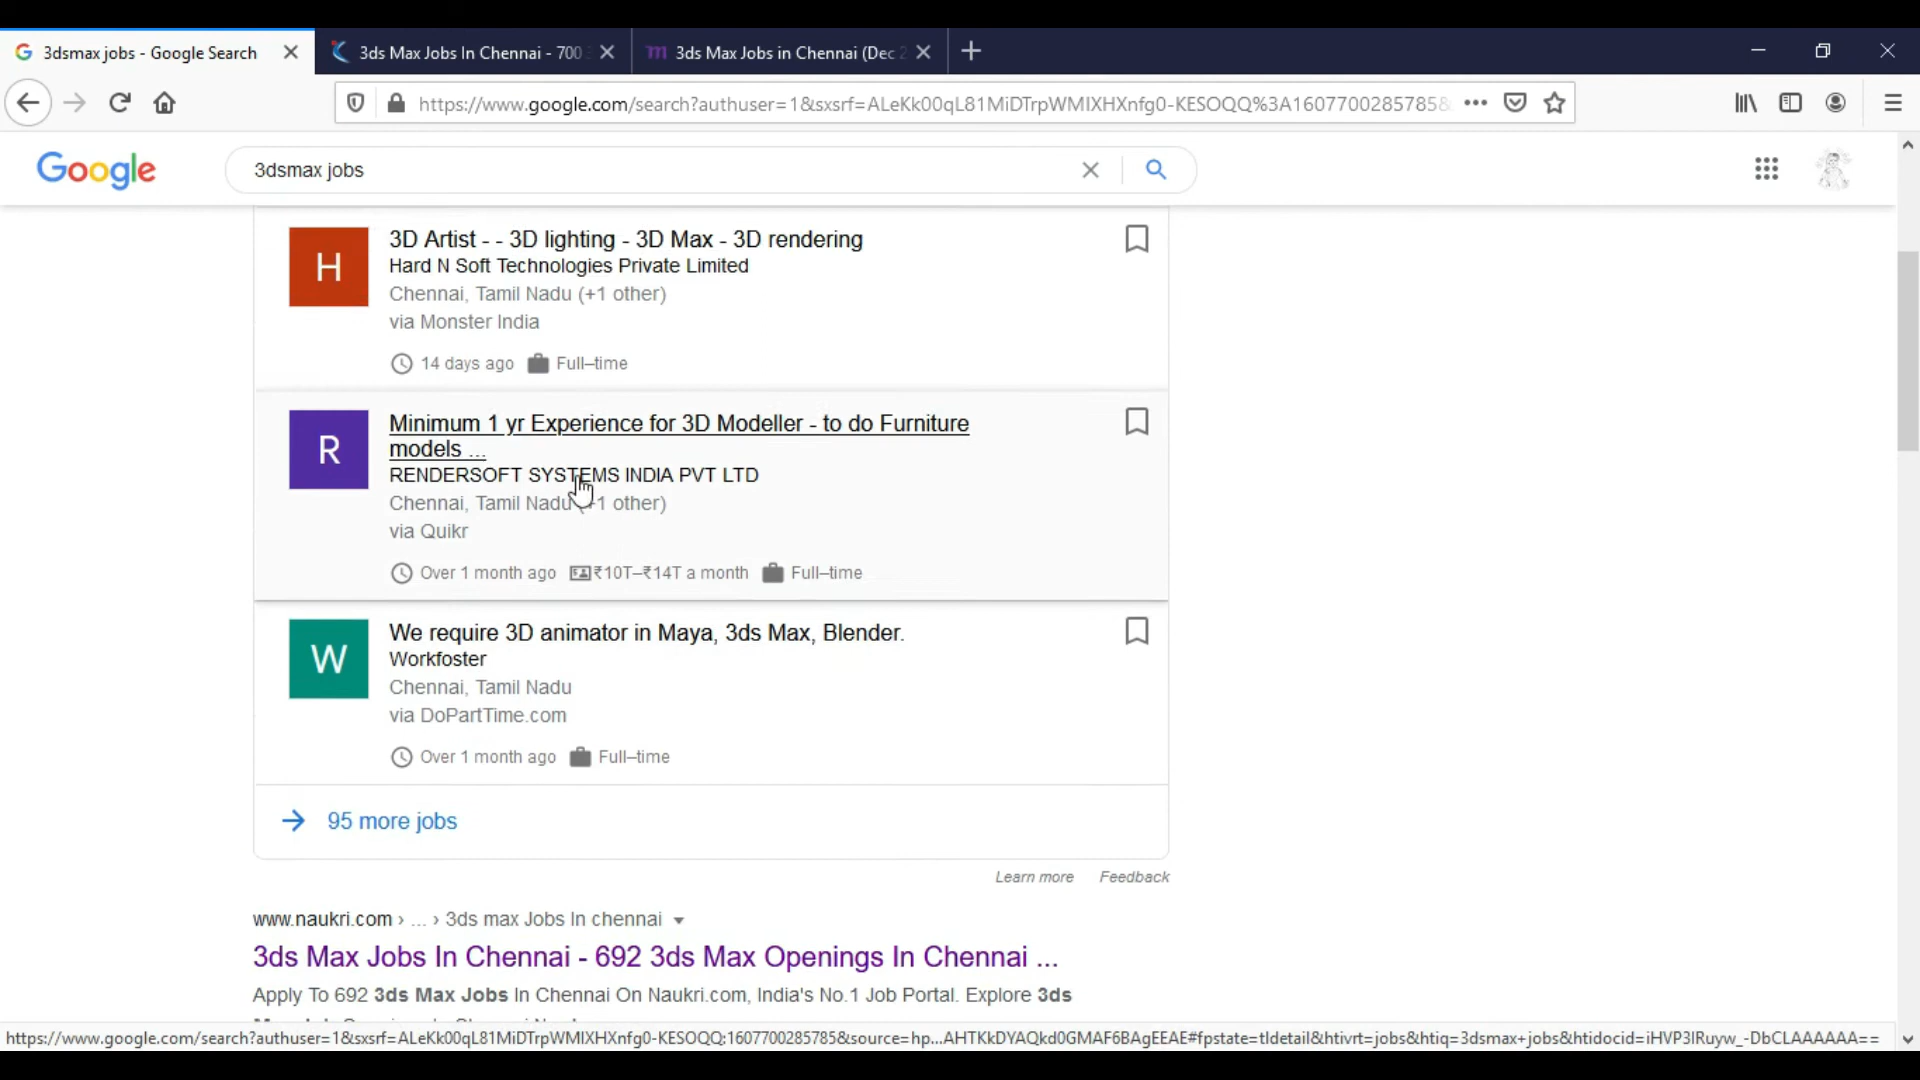 3dsmax jobs - Google Search
3ds Max Jobs In Chennai - 700
3ds Max Jobs in Chennai (Dec 2
https://www.google.com/search?authuser=1&sxsrf=ALeKk00qL81MiDTrpWMIXHXnfg0-KESOQQ%3A1607700285785&
Google
3dsmax jobs
H
3D Artist - - 3D lighting - 3D Max - 3D rendering
Hard N Soft Technologies Private Limited
Chennai, Tamil Nadu (+1 other)
via Monster India
14 days ago Full–time
R
Minimum 1 yr Experience for 3D Modeller - to do Furniture
models ...
RENDERSOFT SYSTEMS INDIA PVT LTD
Chennai, Tamil Nadu (+1 other)
via Quikr
Over 1 month ago ₹10T–₹14T a month Full–time
W
We require 3D animator in Maya, 3ds Max, Blender.
Workfoster
Chennai, Tamil Nadu
via DoPartTime.com
Over 1 month ago Full–time
95 more jobs
Learn more Feedback
www.naukri.com › ... › 3ds max Jobs In chennai
3ds Max Jobs In Chennai - 692 3ds Max Openings In Chennai ...
Apply To 692 3ds Max Jobs In Chennai On Naukri.com, India's No.1 Job Portal. Explore 3ds
https://www.google.com/search?authuser=1&sxsrf=ALeKk00qL81MiDTrpWMIXHXnfg0-KESOQQ:1607700285785&source=hp...AHTKkDYAQkd0GMAF6BAgEEAE#fpstate=tldetail&htivrt=jobs&htiq=3dsmax+jobs&htidocid=iHVP3IRuyw_-DbCLAAAAAA==